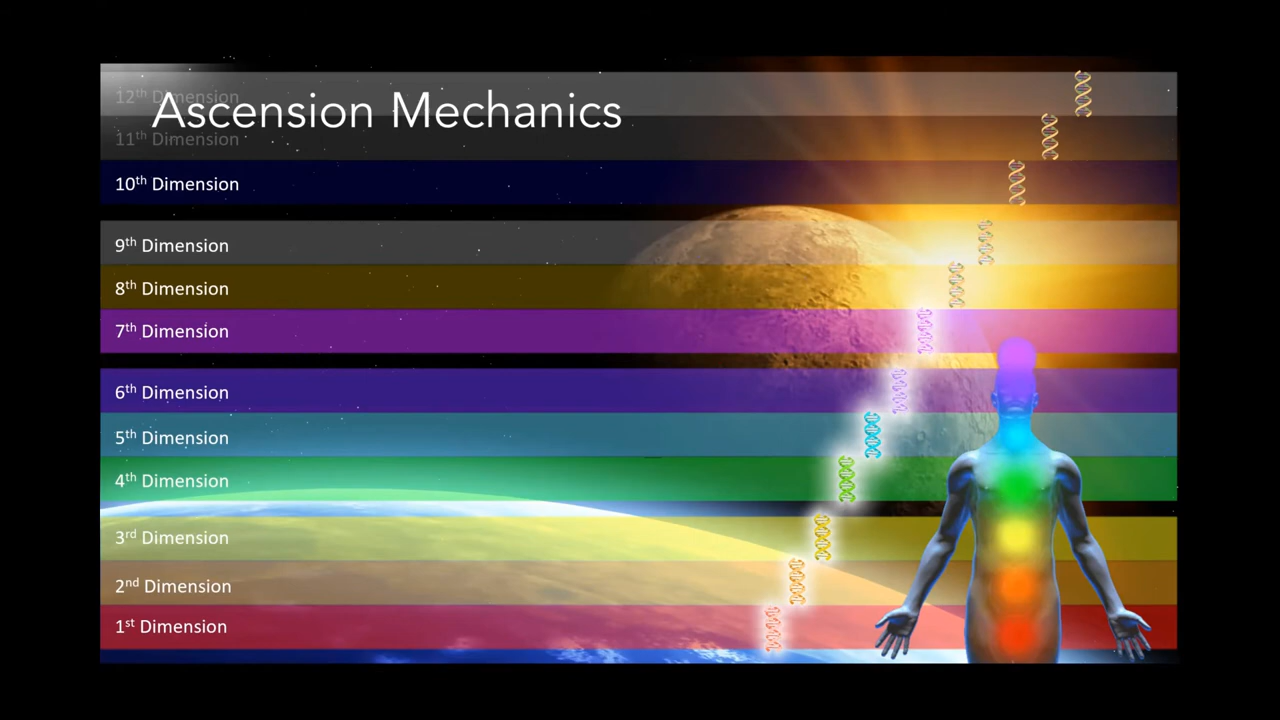 12th Dimension
Ascension Mechanics
11th Dimension
10th Dimension
9th Dimension
8th Dimension
7th Dimension
6th Dimension
5th Dimension
4th Dimension
3rd Dimension
2nd Dimension
1st Dimension